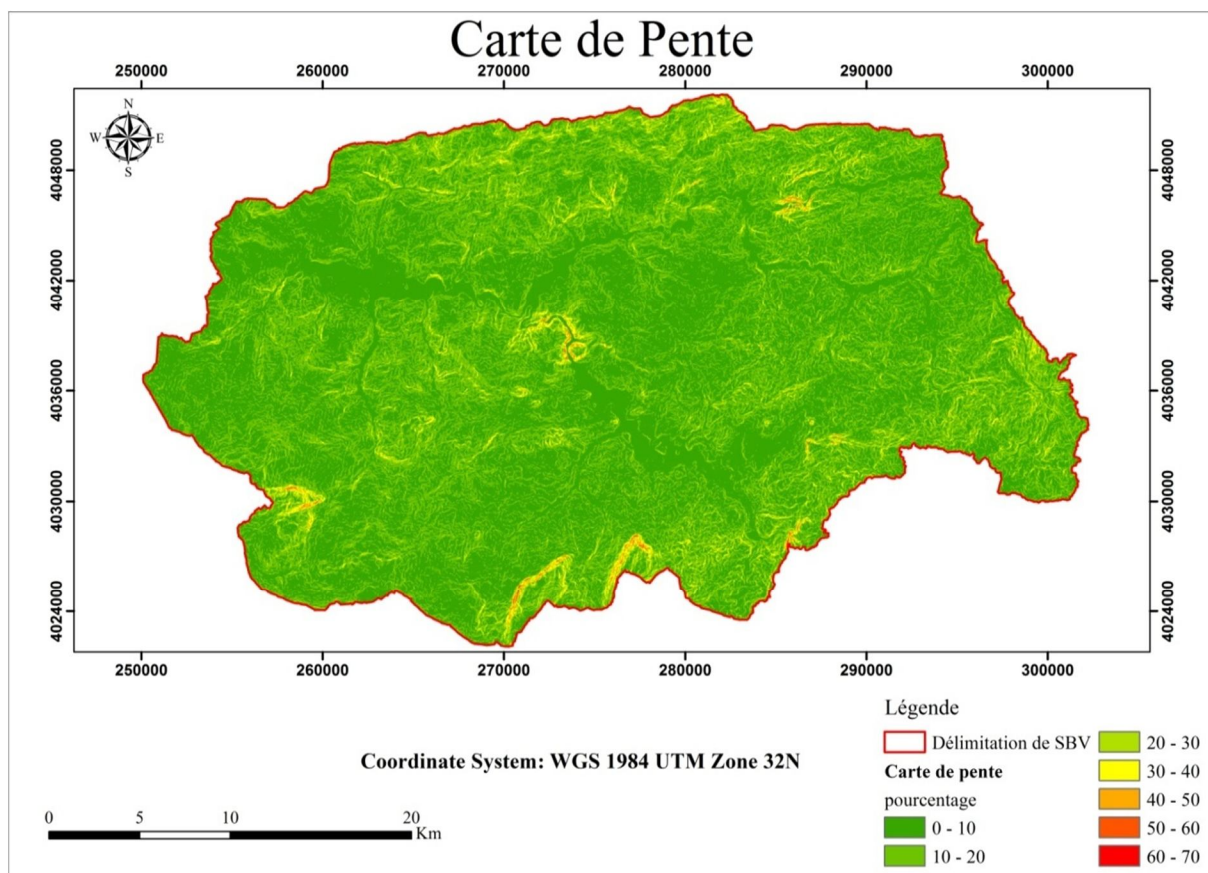 Carte de Pente
250000 260000 270000 280000 290000 300000
N
W E
S
4048000 4048000
4042000 4042000
4036000 4036000
4030000 4030000
4024000 4024000
250000 260000 270000 280000 290000 300000
Légende
Délimitation de SBV
Carte de pente
pourcentage
0 - 10
10 - 20
20 - 30
30 - 40
40 - 50
50 - 60
60 - 70
Coordinate System: WGS 1984 UTM Zone 32N
0 5 10 20
Km